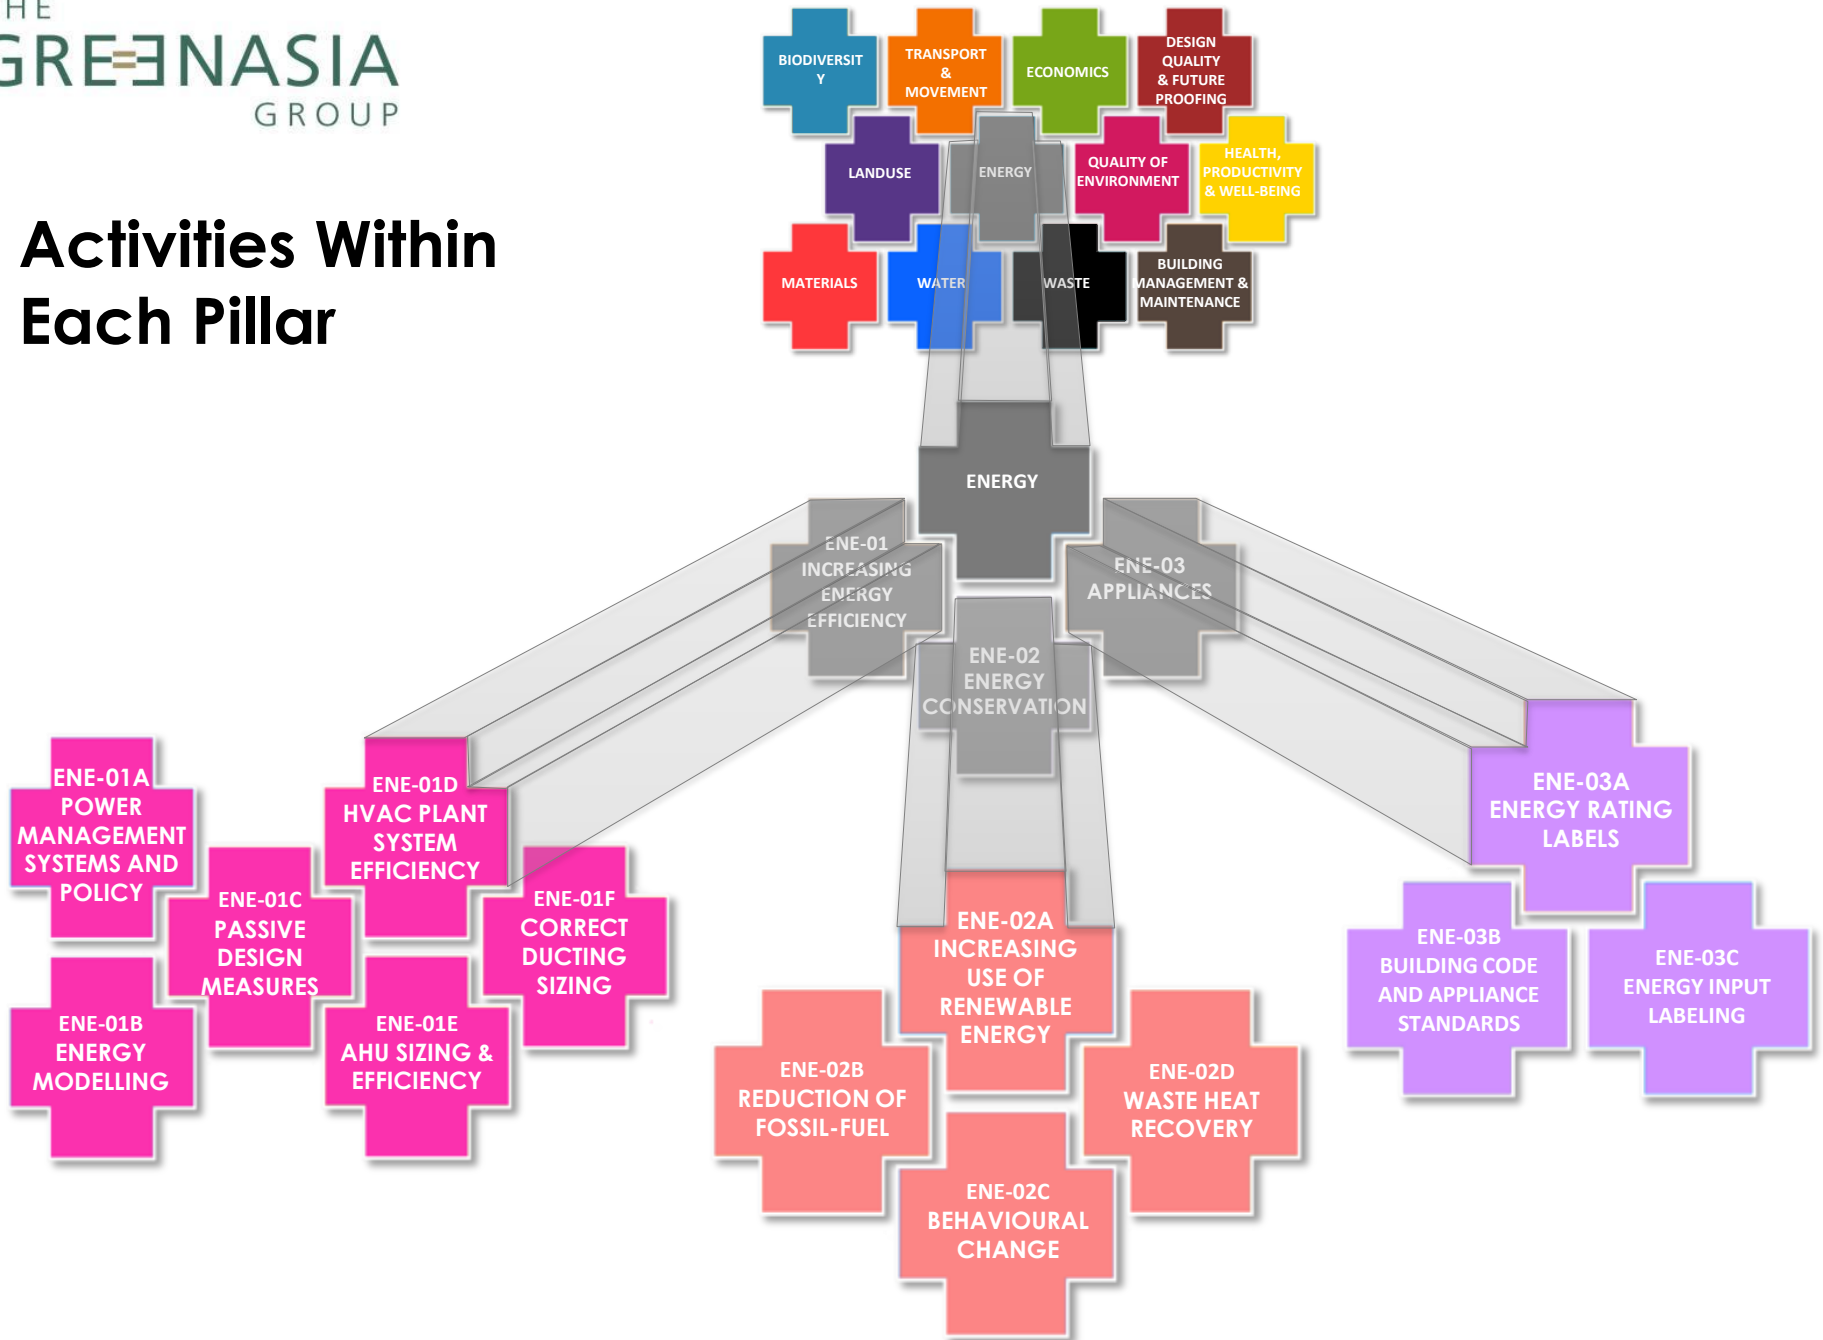 THE
GREENASIA
GROUP
Activities Within
Each Pillar
BIODIVERSIT
Y
TRANSPORT
&
MOVEMENT
ECONOMICS
DESIGN
QUALITY
& FUTURE
PROOFING
LANDUSE
ENERGY
QUALITY OF
ENVIRONMENT
HEALTH,
PRODUCTIVITY
& WELL-BEING
MATERIALS
WATER
WASTE
BUILDING
MANAGEMENT &
MAINTENANCE
ENERGY
ENE-01
INCREASING
ENERGY
EFFICIENCY
ENE-03
APPLIANCES
ENE-02
ENERGY
CONSERVATION
ENE-01A
POWER
MANAGEMENT
SYSTEMS AND
POLICY
ENE-01D
HVAC PLANT
SYSTEM
EFFICIENCY
ENE-01C
PASSIVE
DESIGN
MEASURES
ENE-01F
CORRECT
DUCTING
SIZING
ENE-01B
ENERGY
MODELLING
ENE-01E
AHU SIZING &
EFFICIENCY
ENE-02A
INCREASING
USE OF
RENEWABLE
ENERGY
ENE-02B
REDUCTION OF
FOSSIL-FUEL
ENE-02D
WASTE HEAT
RECOVERY
ENE-02C
BEHAVIOURAL
CHANGE
ENE-03A
ENERGY RATING
LABELS
ENE-03B
BUILDING CODE
AND APPLIANCE
STANDARDS
ENE-03C
ENERGY INPUT
LABELING